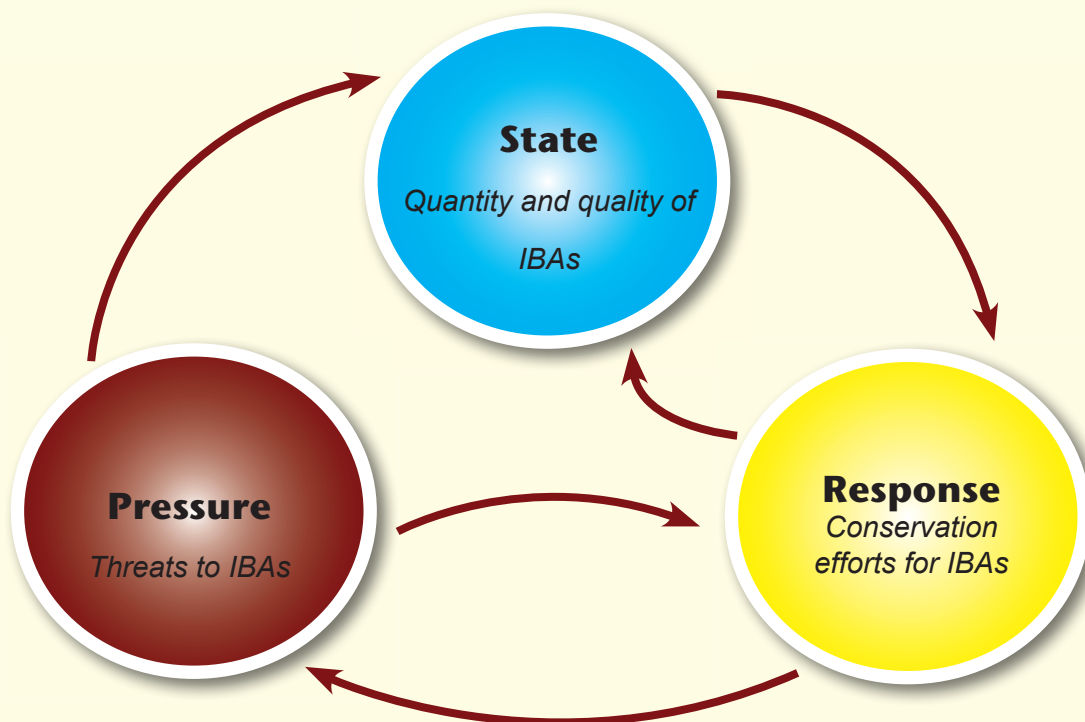 State
Quantity and quality of
IBAs
Pressure
Threats to IBAs
Response
Conservation
efforts for IBAs